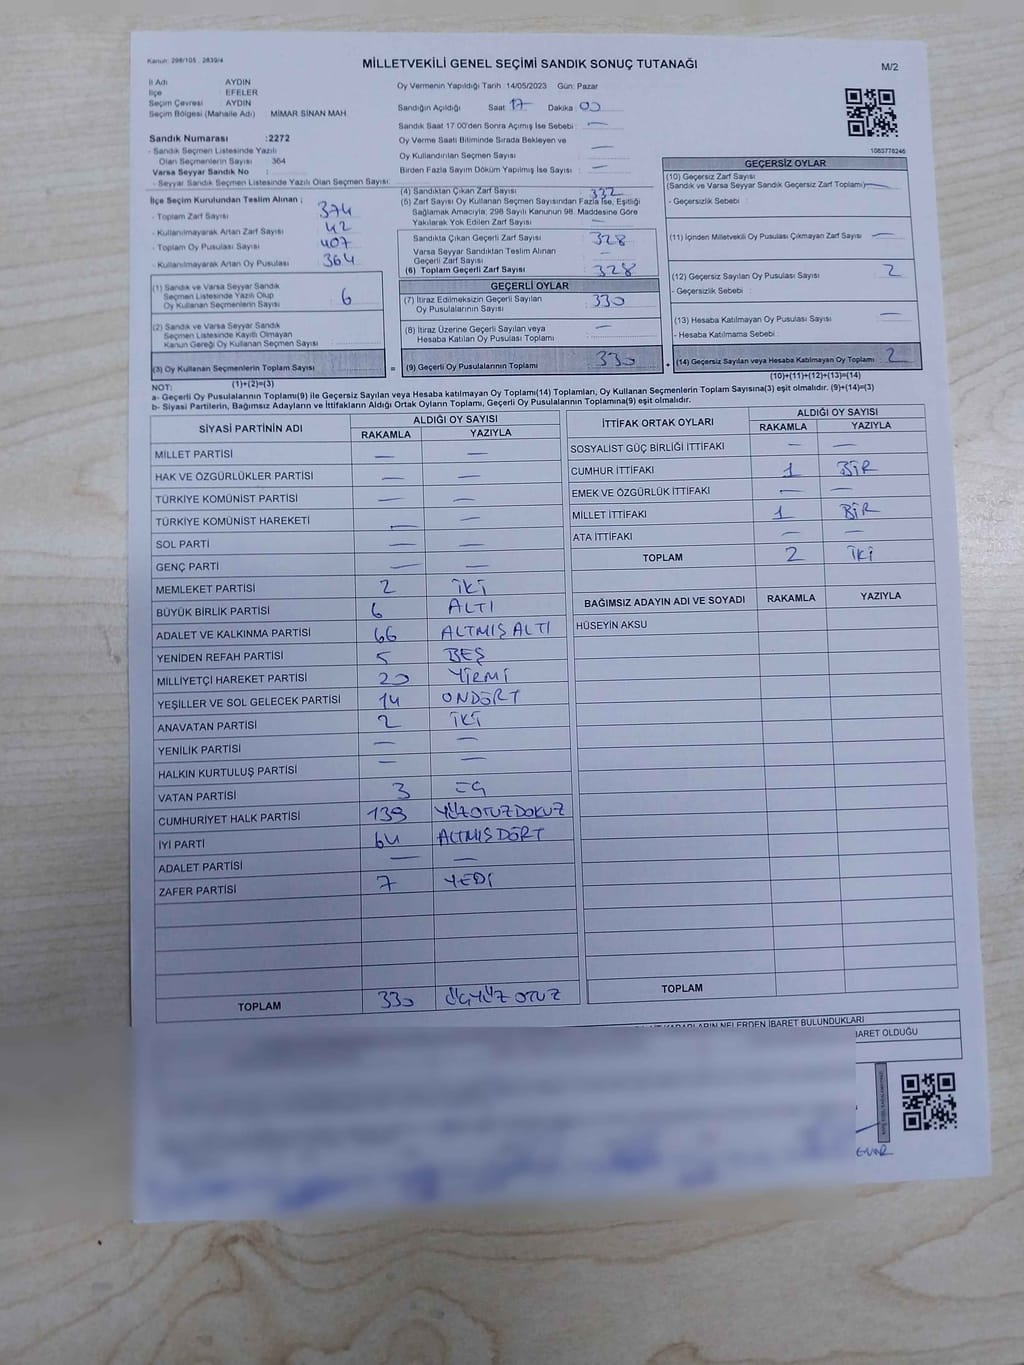 Kanun: 298/105 , 2839/4
MİLLETVEKİLİ GENEL SEÇİMİ SANDIK SONUÇ TUTANAĞI
M/2
İl Adı AYDIN
İlçe : EFELER
Seçim Çevresi : AYDIN
Seçim Bölgesi (Mahalle Adı) : MİMAR SİNAN MAH
Sandık Numarası :2272
- Sandık Seçmen Listesinde Yazılı
Olan Seçmenlerin Sayısı : 364
Varsa Seyyar Sandık No :
- Seyyar Sandık Seçmen Listesinde Yazılı Olan Seçmen Sayısı:
Oy Vermenin Yapıldığı Tarih :14/05/2023 Gün: Pazar
Sandığın Açıldığı Saat 17 Dakika 00
Sandık Saat 17:00'den Sonra Açımış İse Sebebi : —
Oy Verme Saati Bitiminde Sırada Bekleyen ve
Oy Kullandırılan Seçmen Sayısı : —
Birden Fazla Sayım Döküm Yapılmış İse Sayısı : —
1083778246
İlçe Seçim Kurulundan Teslim Alınan ;
- Toplam Zarf Sayısı : 374
- Kullanılmayarak Artan Zarf Sayısı : 42
- Toplam Oy Pusulası Sayısı : 407
- Kullanılmayarak Artan Oy Pusulası : 364
(4) Sandıktan Çıkan Zarf Sayısı : 332
(5) Zarf Sayısı Oy Kullanan Seçmen Sayısından Fazla İse, Eşitliği
Sağlamak Amacıyla; 298 Sayılı Kanunun 98. Maddesine Göre
Yakılarak Yok Edilen Zarf Sayısı : —
Sandıkta Çıkan Geçerli Zarf Sayısı : 328
Varsa Seyyar Sandıktan Teslim Alınan
Geçerli Zarf Sayısı : —
(6) Toplam Geçerli Zarf Sayısı : 328
GEÇERSİZ OYLAR
(10) Geçersiz Zarf Sayısı
(Sandık ve Varsa Seyyar Sandık Geçersiz Zarf Toplamı) —
- Geçersizlik Sebebi :
(11) İçinden Milletvekili Oy Pusulası Çıkmayan Zarf Sayısı —
(12) Geçersiz Sayılan Oy Pusulası Sayısı : 2
- Geçersizlik Sebebi :
(13) Hesaba Katılmayan Oy Pusulası Sayısı : —
- Hesaba Katılmama Sebebi :
(14) Geçersiz Sayılan veya Hesaba Katılmayan Oy Toplamı : 2
(10)+(11)+(12)+(13)=(14)
(1) Sandık ve Varsa Seyyar Sandık
Seçmen Listesinde Yazılı Olup
Oy Kullanan Seçmenlerin Sayısı : 6
(2) Sandık ve Varsa Seyyar Sandık
Seçmen Listesinde Kayıtlı Olmayan
Kanun Gereği Oy Kullanan Seçmen Sayısı :
(3) Oy Kullanan Seçmenlerin Toplam Sayısı :
(1)+(2)=(3)
GEÇERLİ OYLAR
(7) İtiraz Edilmeksizin Geçerli Sayılan
Oy Pusulalarının Sayısı : 330
(8) İtiraz Üzerine Geçerli Sayılan veya
Hesaba Katılan Oy Pusulası Toplamı : —
= (9) Geçerli Oy Pusulalarının Toplamı : 330 +
NOT:
a- Geçerli Oy Pusulaları Toplamı(9) ile Geçersiz Sayılan veya Hesaba katılmayan Oy Toplamı(14) Toplamları, Oy Kullanan Seçmenlerin Toplam Sayısına(3) eşit olmalıdır. (9)+(14)=(3)
b- Siyasi Partilerin, Bağımsız Adayların ve İttifakların Aldığı Ortak Oyların Toplamı, Geçerli Oy Pusulalarının Toplamına(9) eşit olmalıdır.
SİYASİ PARTİNİN ADI ALDIĞI OY SAYISI
RAKAMLA YAZIYLA
MİLLET PARTİSİ — —
HAK VE ÖZGÜRLÜKLER PARTİSİ — —
TÜRKİYE KOMÜNİST PARTİSİ — —
TÜRKİYE KOMÜNİST HAREKETİ — —
SOL PARTİ — —
GENÇ PARTİ — —
MEMLEKET PARTİSİ 2 İKİ
BÜYÜK BİRLİK PARTİSİ 6 ALTI
ADALET VE KALKINMA PARTİSİ 66 ALTMIŞ ALTI
YENİDEN REFAH PARTİSİ 5 BEŞ
MİLLİYETÇİ HAREKET PARTİSİ 20 YİRMİ
YEŞİLLER VE SOL GELECEK PARTİSİ 14 ONDÖRT
ANAVATAN PARTİSİ 2 İKİ
YENİLİK PARTİSİ — —
HALKIN KURTULUŞ PARTİSİ — —
VATAN PARTİSİ 3
CUMHURİYET HALK PARTİSİ 139 YÜZOTUZDOKUZ
İYİ PARTİ 64 ALTMIŞ DÖRT
ADALET PARTİSİ — —
ZAFER PARTİSİ 7 YEDİ
TOPLAM 330 ÜÇYÜZ OTUZ
İTTİFAK ORTAK OYLARI ALDIĞI OY SAYISI
RAKAMLA YAZIYLA
SOSYALİST GÜÇ BİRLİĞİ İTTİFAKI — —
CUMHUR İTTİFAKI 1 BİR
EMEK VE ÖZGÜRLÜK İTTİFAKI — —
MİLLET İTTİFAKI 1 BİR
ATA İTTİFAKI — —
TOPLAM 2 İKİ
BAĞIMSIZ ADAYIN ADI VE SOYADI RAKAMLA YAZIYLA
HÜSEYİN AKSU
TOPLAM
KARARLARIN NELERDEN İBARET BULUNDUKLARI
İBARET OLDUĞU